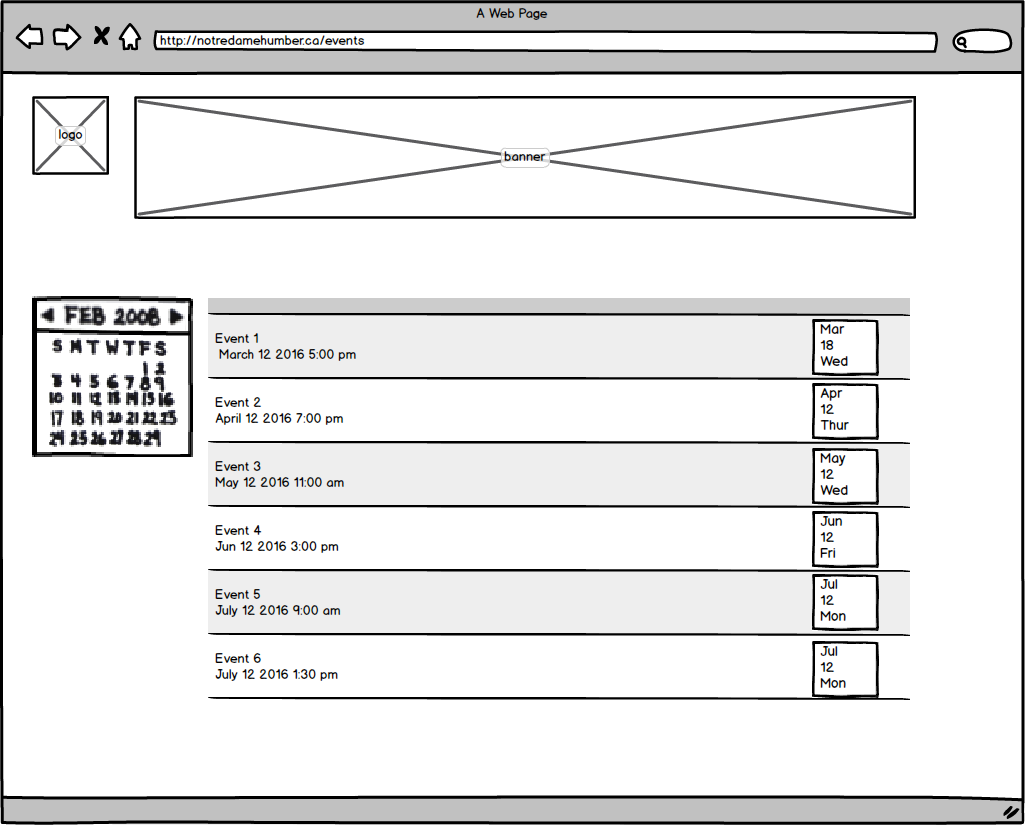 A Web Page
http://notredamehumber.ca/events
logo
banner
FEB 2008
S M T W T F S
1 2
3 4 5 6 7 8 9
10 11 12 13 14 15 16
17 18 19 20 21 22 23
24 25 26 27 28 29
Event 1
March 12 2016 5:00 pm
Mar
18
Wed
Event 2
April 12 2016 7:00 pm
Apr
12
Thur
Event 3
May 12 2016 11:00 am
May
12
Wed
Event 4
Jun 12 2016 3:00 pm
Jun
12
Fri
Event 5
July 12 2016 9:00 am
Jul
12
Mon
Event 6
July 12 2016 1:30 pm
Jul
12
Mon